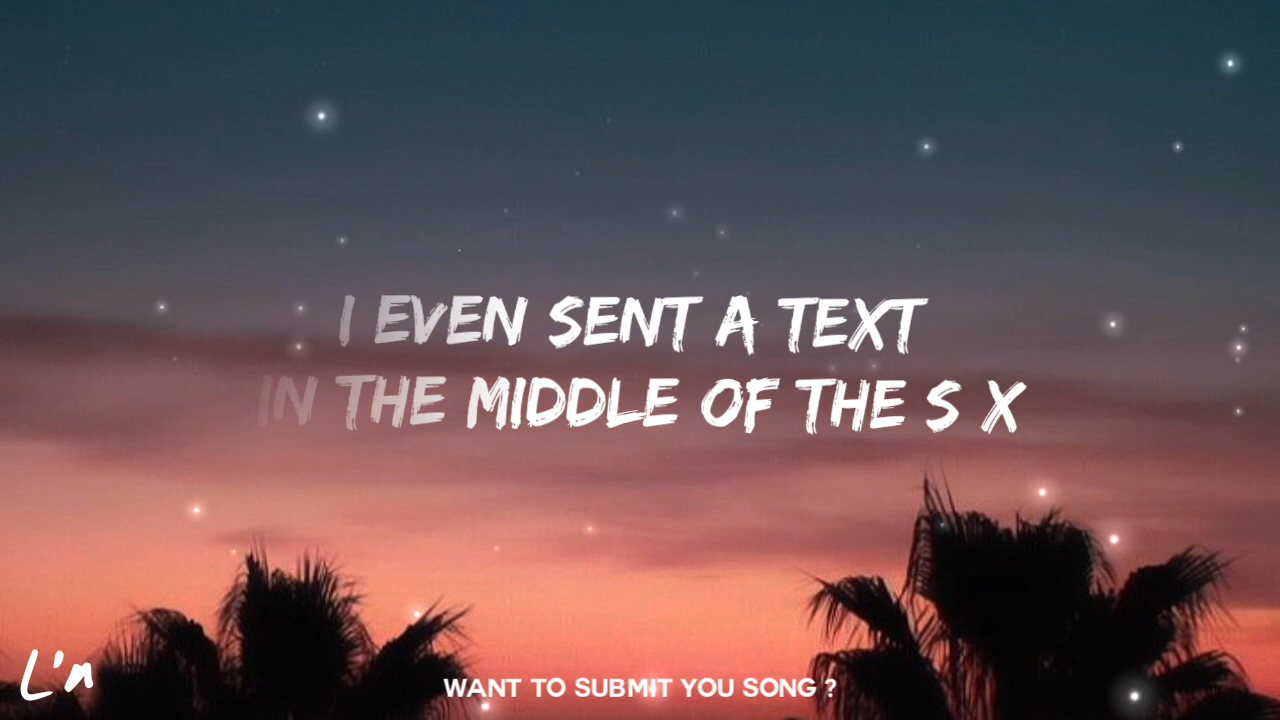 I EVEN SENT A TEXT
IN THE MIDDLE OF THE S X
L'n
WANT TO SUBMIT YOU SONG ?